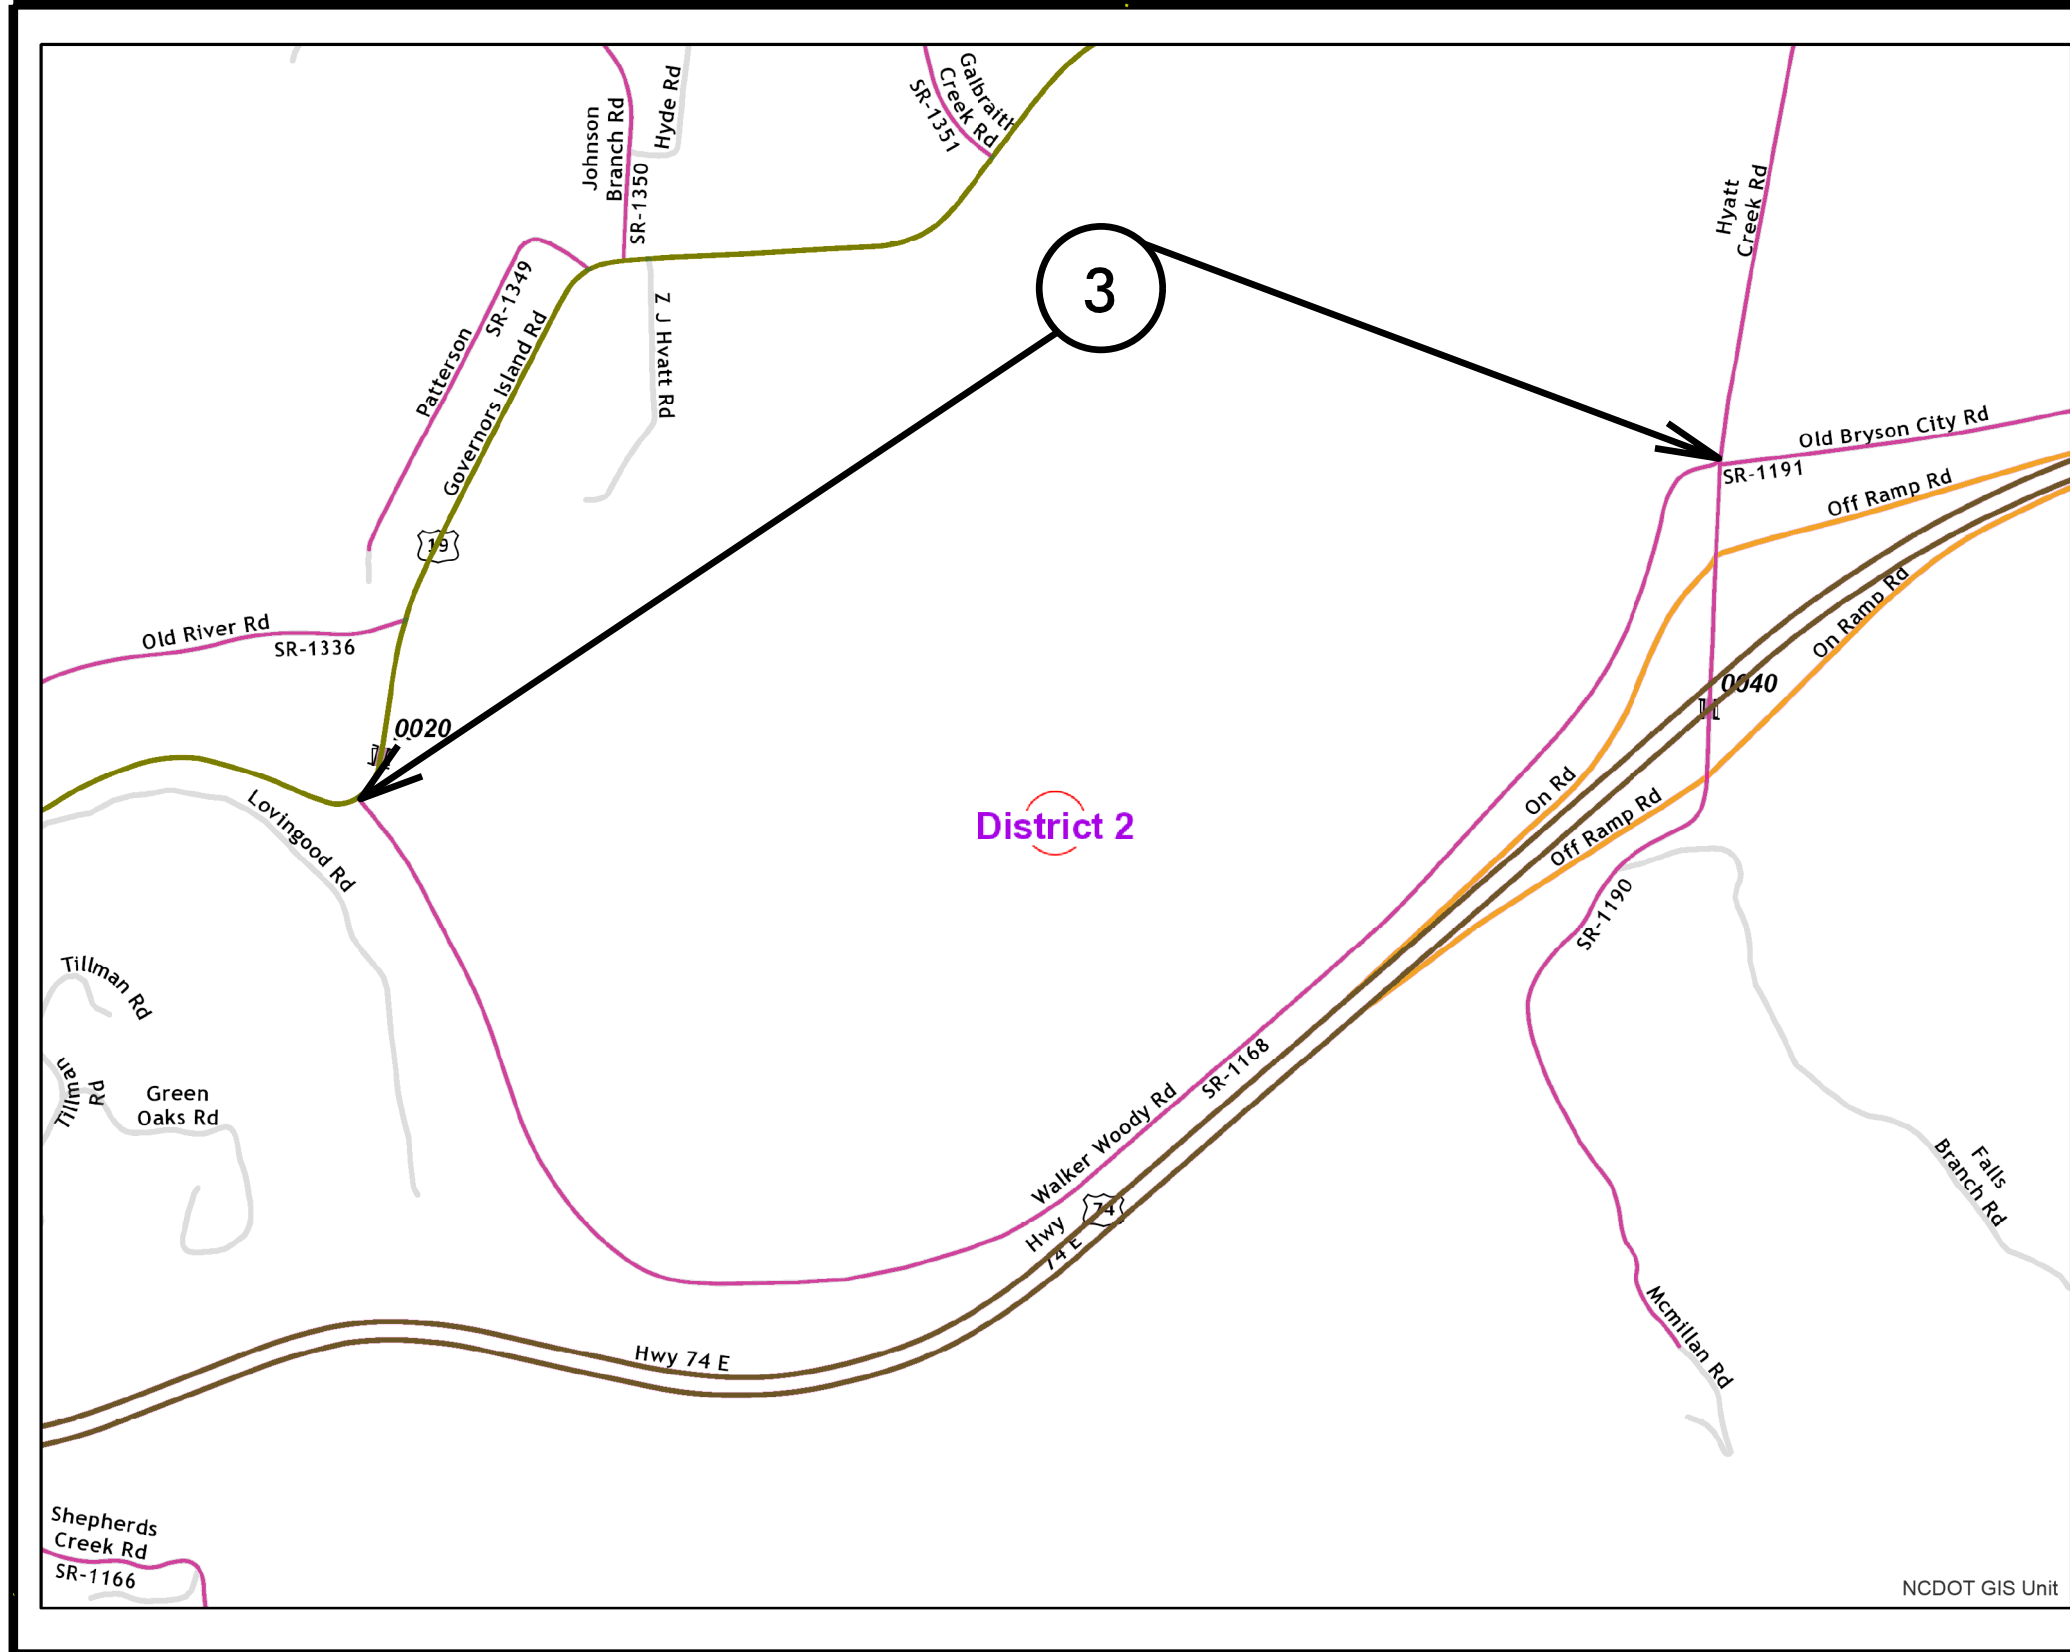 Johnson
Branch Rd
SR-1350
Hyde Rd
Galbraith
Creek Rd
SR-1351
Hyatt
Creek Rd
3
Patterson
SR-1349
Governors Island Rd
Z J Hyatt Rd
19
Old Bryson City Rd
SR-1191
Off Ramp Rd
On Ramp Rd
Old River Rd
SR-1336
0020
0040
Lovingood Rd
District 2
On Rd
Off Ramp Rd
SR-1190
Tillman Rd
Tillman
Rd
Green
Oaks Rd
Walker Woody Rd
SR-1168
74
Hwy
74 E
Hwy 74 E
Falls
Branch Rd
Mcmillan Rd
Shepherds
Creek Rd
SR-1166
NCDOT GIS Unit